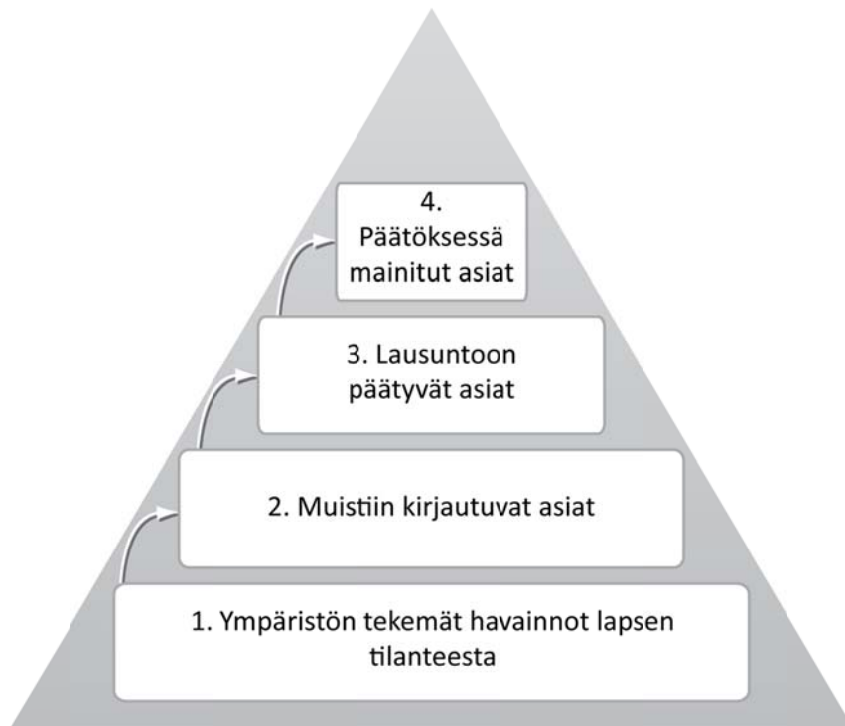 4.
Päätöksessä
mainitut asiat
3. Lausuntoon
päätyvät asiat
2. Muistiin kirjautuvat asiat
1. Ympäristön tekemät havainnot lapsen
tilanteesta